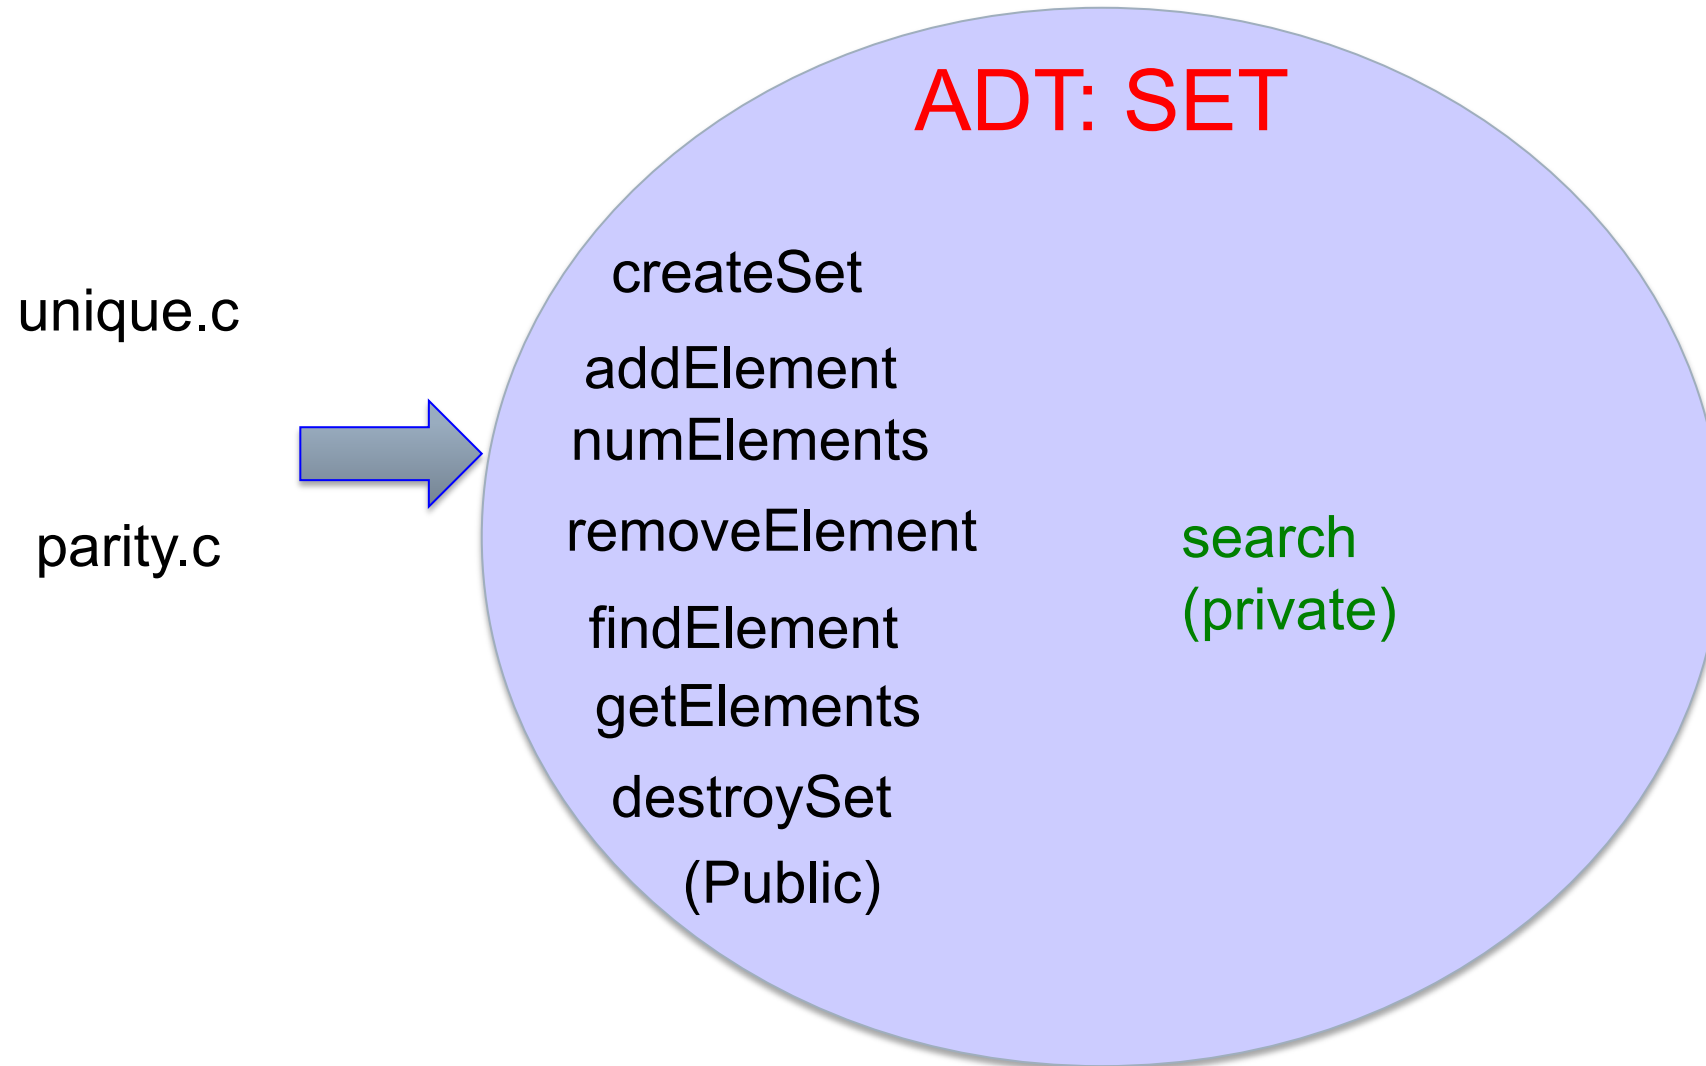 ADT: SET
unique.c
parity.c
createSet
addElement
numElements
removeElement
findElement
getElements
destroySet
(Public)
search
(private)